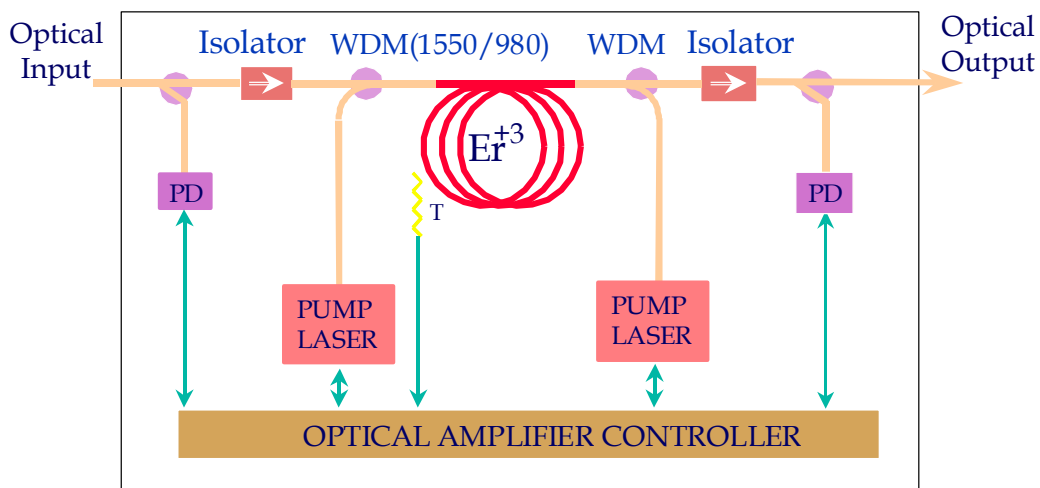 Optical
Input
Isolator
WDM(1550/980)
WDM
Isolator
Optical
Output
Er+3
PD
T
PD
PUMP
LASER
PUMP
LASER
OPTICAL AMPLIFIER CONTROLLER